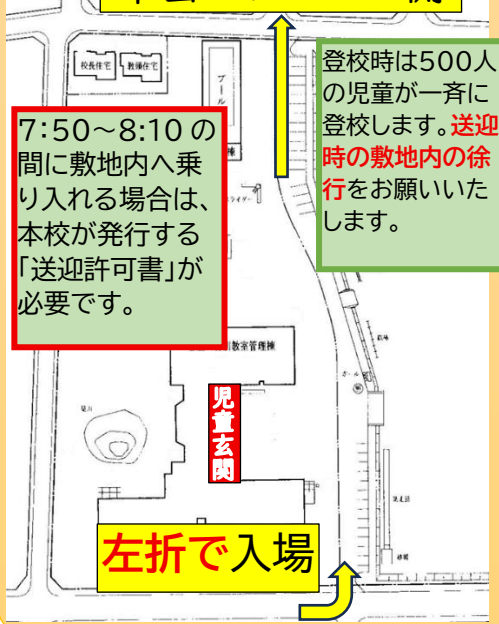 校長住宅
教頭住宅
プール
登校時は500人
の児童が一斉に
登校します。送迎
時の敷地内の徐
行をお願いいた
します。
7:50～8:10の
間に敷地内へ乗
り入れる場合は、
本校が発行する
「送迎許可書」が
必要です。
教室管理棟
児童玄関
左折で入場